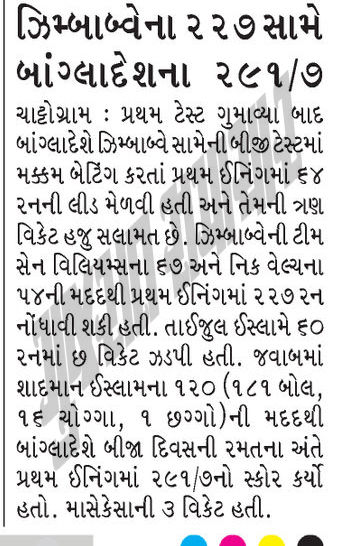 ઝિમ્બાબ્વેના ૨૨૭ સામે
બાંગ્લાદેશના ૨૯૧/૭
ચાટ્ટોગ્રામ : પ્રથમ ટેસ્ટ ગુમાવ્યા બાદ
બાંગ્લાદેશે ઝિમ્બાબ્વે સામેની બીજી ટેસ્ટમાં
મક્કમ બેટિંગ કરતાં પ્રથમ ઈનિંગમાં ૬૪
રનની લીડ મેળવી હતી અને તેમની ત્રણ
વિકેટ હજુ સલામત છે. ઝિમ્બાબ્વેની ટીમ
સેન વિલિયમ્સના ૬૭ અને નિક વેલ્ચના
૫૪ની મદદથી પ્રથમ ઈનિંગમાં ૨૨૭ રન
નોંધાવી શકી હતી. તાઈજુલ ઈસ્લામે ૬૦
રનમાં છ વિકેટ ઝડપી હતી. જવાબમાં
શાદમાન ઈસ્લામના ૧૨૦ (૧૮૧ બોલ,
૧૬ ચોગ્ગા, ૧ છગ્ગો)ની મદદથી
બાંગ્લાદેશે બીજા દિવસની રમતના અંતે
પ્રથમ ઈનિંગમાં ૨૯૧/૭નો સ્કોર કર્યો
હતો. માસેકેસાની ૩ વિકેટ હતી.